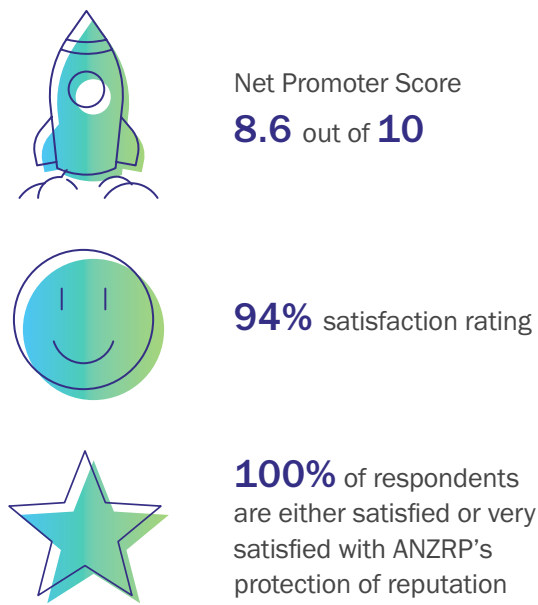 Net Promoter Score
8.6 out of 10
94% satisfaction rating
100% of respondents
are either satisfied or very
satisfied with ANZRP’s
protection of reputation